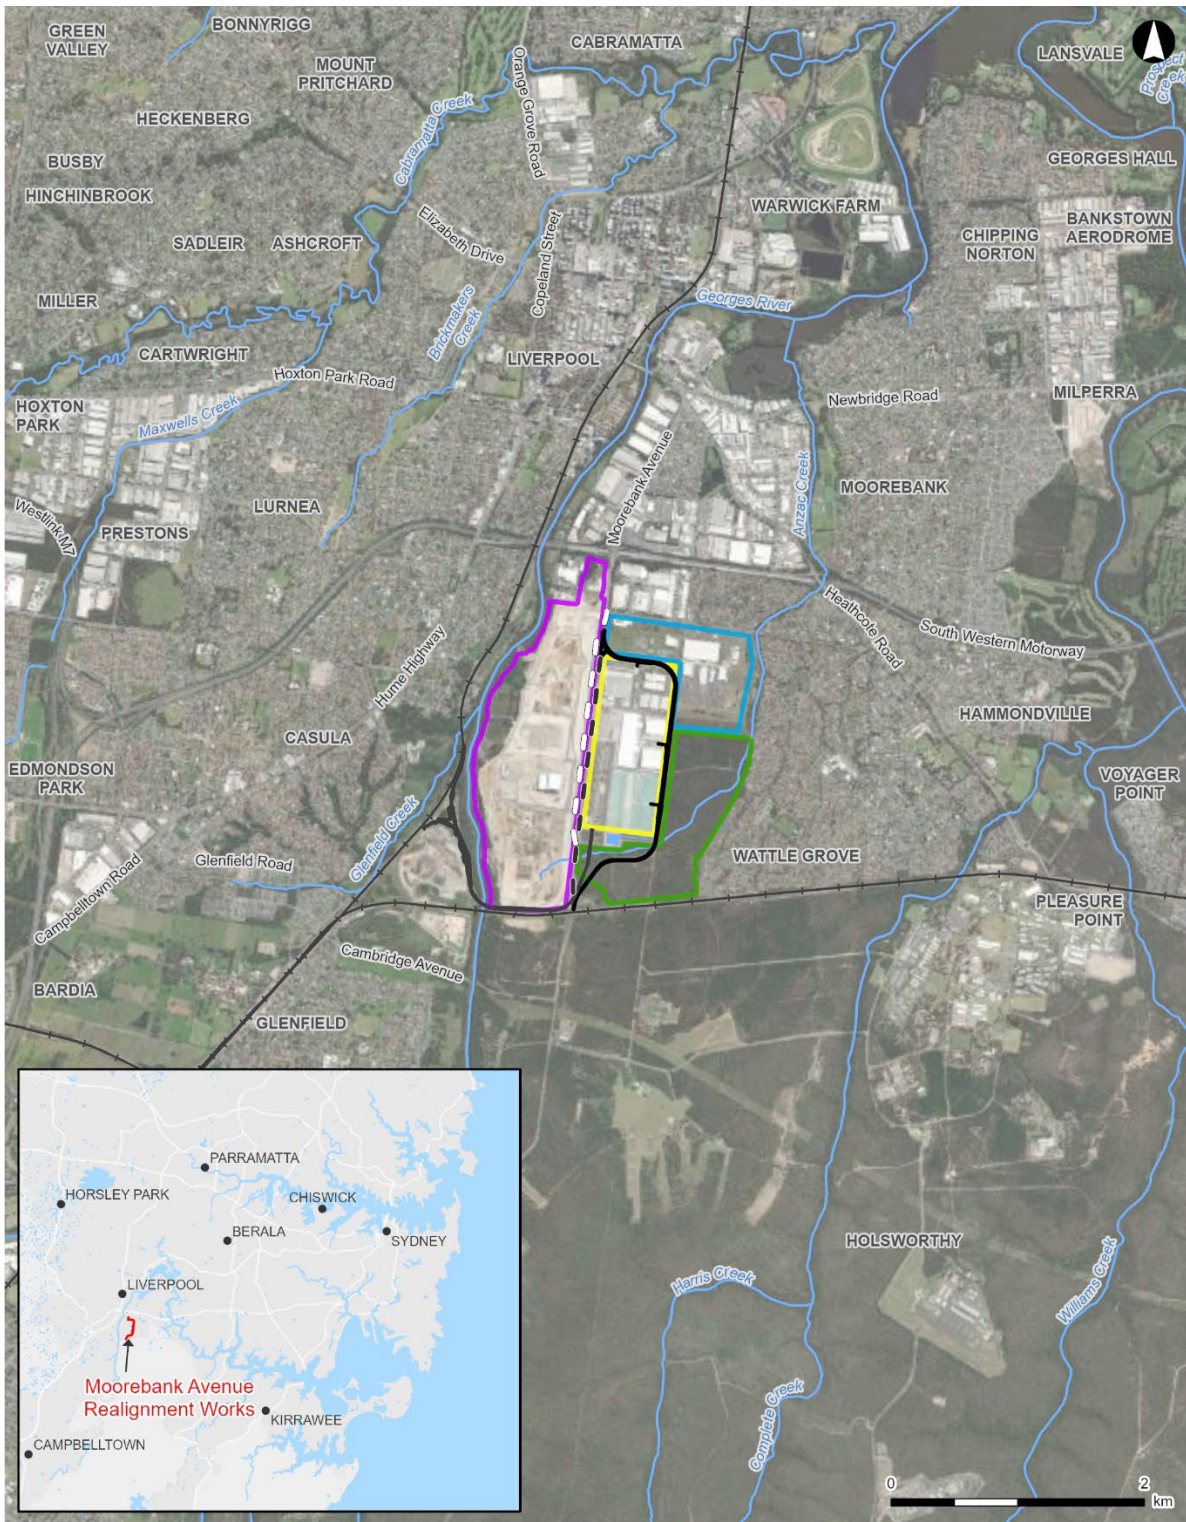 BONNYRIGG
GREEN
VALLEY
CABRAMATTA
LANSVALE
Prospect
Creek
MOUNT
PRITCHARD
Orange Grove Road
HECKENBERG
Cabramatta Creek
BUSBY
GEORGES HALL
HINCHINBROOK
WARWICK FARM
BANKSTOWN
AERODROME
Elizabeth Drive
CHIPPING
NORTON
SADLEIR
ASHCROFT
Copeland Street
MILLER
Georges River
Brickmakers
Creek
CARTWRIGHT
LIVERPOOL
Hoxton Park Road
HOXTON
PARK
Maxwells Creek
Newbridge Road
MILPERRA
Moorebank Avenue
Anzac Creek
MOOREBANK
LURNEA
Westlink M7
PRESTONS
Heathcote Road
South Western Motorway
Hume Highway
HAMMONDVILLE
CASULA
EDMONDSON
PARK
VOYAGER
POINT
Glenfield Creek
Glenfield Road
WATTLE GROVE
Campbelltown Road
PLEASURE
POINT
Cambridge Avenue
BARDIA
GLENFIELD
HOLSWORTHY
Harris Creek
Williams Creek
Complete Creek
PARRAMATTA
HORSLEY PARK
CHISWICK
BERALA
SYDNEY
LIVERPOOL
Moorebank Avenue
Realignment Works
KIRRAWEE
CAMPBELLTOWN
0 2
km